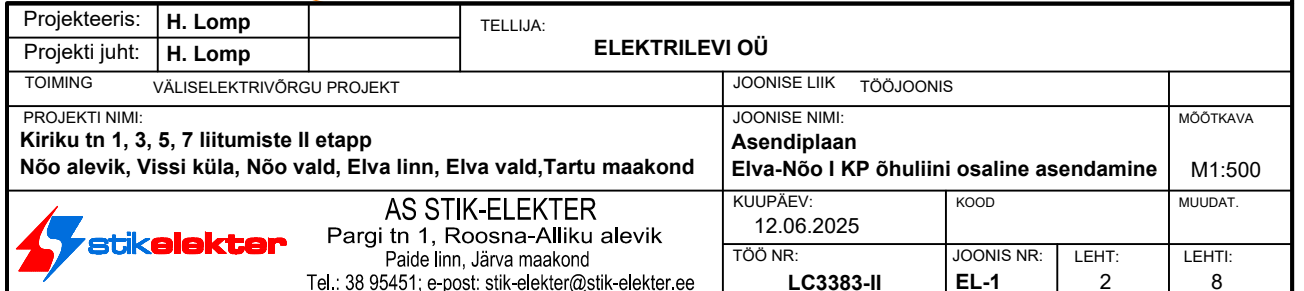 Projekteeris: H. Lomp
Projekti juht: H. Lomp
TELLIJA:
ELEKTRILEVI OÜ
TOIMING VÄLISELEKTRIVÕRGU PROJEKT
JOONISE LIIK TÖÖJOONIS
PROJEKTI NIMI:
Kiriku tn 1, 3, 5, 7 liitumiste II etapp
Nõo alevik, Vissi küla, Nõo vald, Elva linn, Elva vald,Tartu maakond
JOONISE NIMI:
Asendiplaan
Elva-Nõo I KP õhuliini osaline asendamine
MÕÕTKAVA
M1:500
stikelekter
AS STIK-ELEKTER
Pargi tn 1, Roosna-Alliku alevik
Paide linn, Järva maakond
Tel.: 38 95451; e-post: stik-elekter@stik-elekter.ee
KUUPÄEV:
12.06.2025
KOOD
MUUDAT.
TÖÖ NR:
LC3383-II
JOONIS NR:
EL-1
LEHT:
2
LEHTI:
8